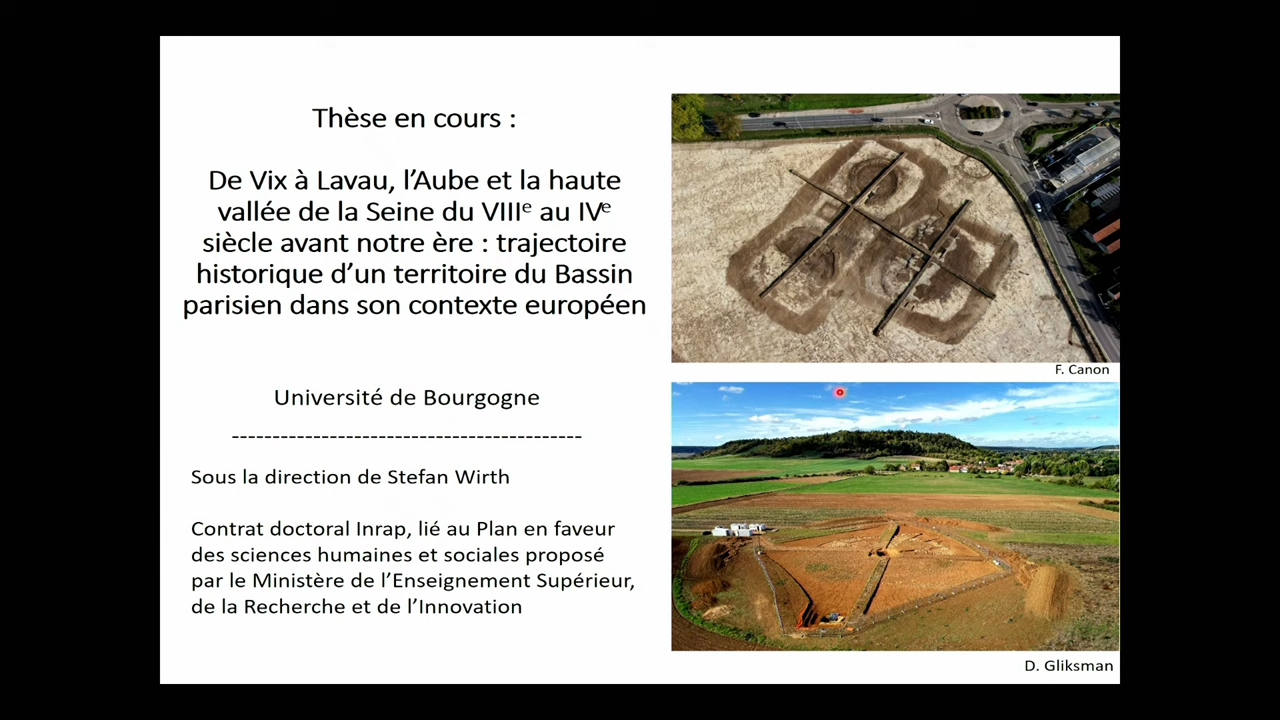 Thèse en cours :
De Vix à Lavau, l’Aube et la haute
vallée de la Seine du VIIIe au IVe
siècle avant notre ère : trajectoire
historique d’un territoire du Bassin
parisien dans son contexte européen
Université de Bourgogne
-------------------------------------------
Sous la direction de Stefan Wirth
Contrat doctoral Inrap, lié au Plan en faveur
des sciences humaines et sociales proposé
par le Ministère de l’Enseignement Supérieur,
de la Recherche et de l’Innovation
F. Canon
D. Gliksman